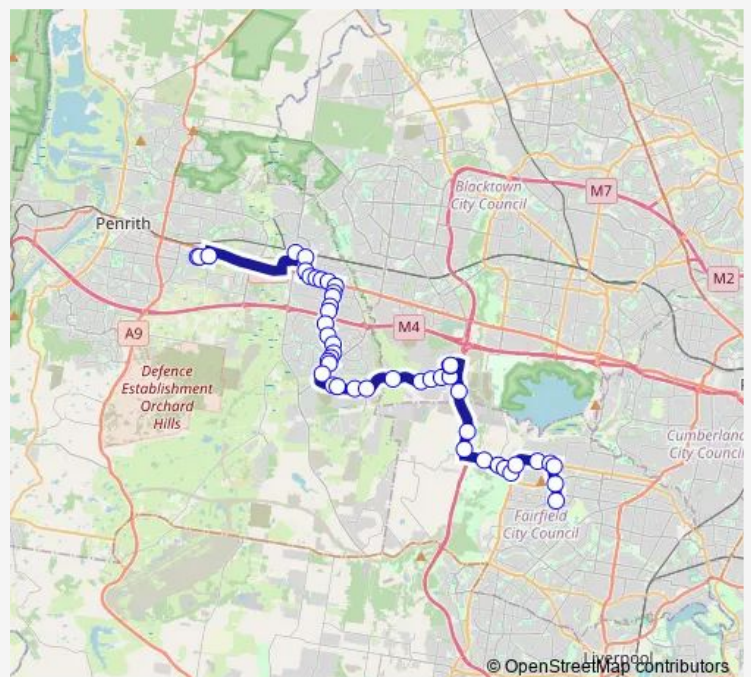 Blacktown
City Council
M7
Penrith
M2
M4
A9
Defence
Establishment
Orchard
Hills
Cumberland
City Council
Fairfield
City Council
Liverpool
© OpenStreetMap contributors